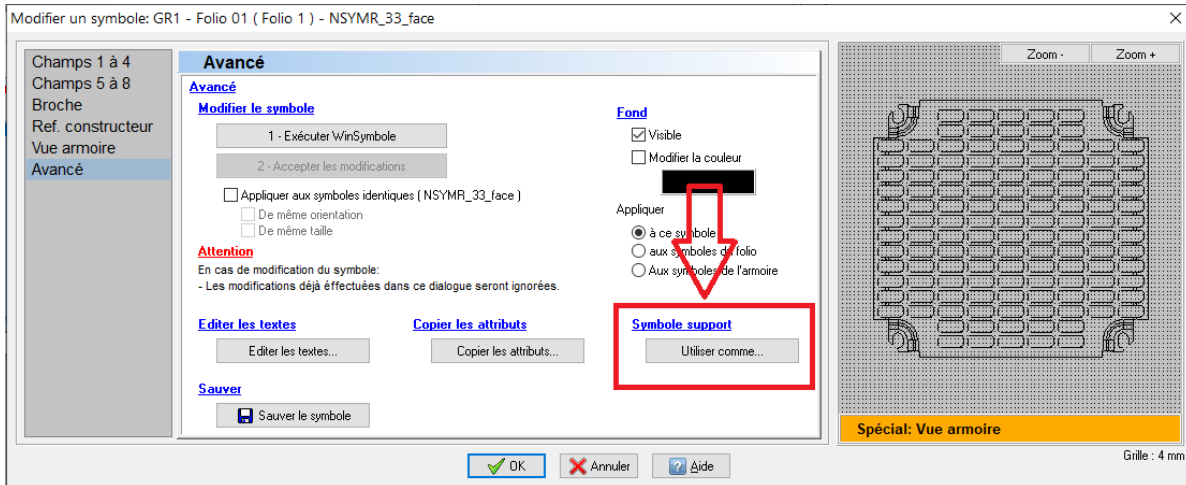 Modifier un symbole: GR1 - Folio 01 ( Folio 1 ) - NSYMR_33_face
Champs 1 à 4
Champs 5 à 8
Broche
Ref. constructeur
Vue armoire
Avancé
Avancé
Avancé
Modifier le symbole
1 - Exécuter WinSymbole
2 - Accepter les modifications
Appliquer aux symboles identiques ( NSYMR_33_face )
De même orientation
De même taille
Attention
En cas de modification du symbole:
- Les modifications déjà éffectuées dans ce dialogue seront ignorées.
Fond
Visible
Modifier la couleur
Appliquer
à ce symbole
aux symboles du folio
Aux symboles de l'armoire
Editer les textes
Editer les textes...
Copier les attributs
Copier les attributs...
Symbole support
Utiliser comme...
Sauver
Sauver le symbole
Zoom -
Zoom +
Spécial: Vue armoire
Grille : 4 mm
OK
Annuler
Aide